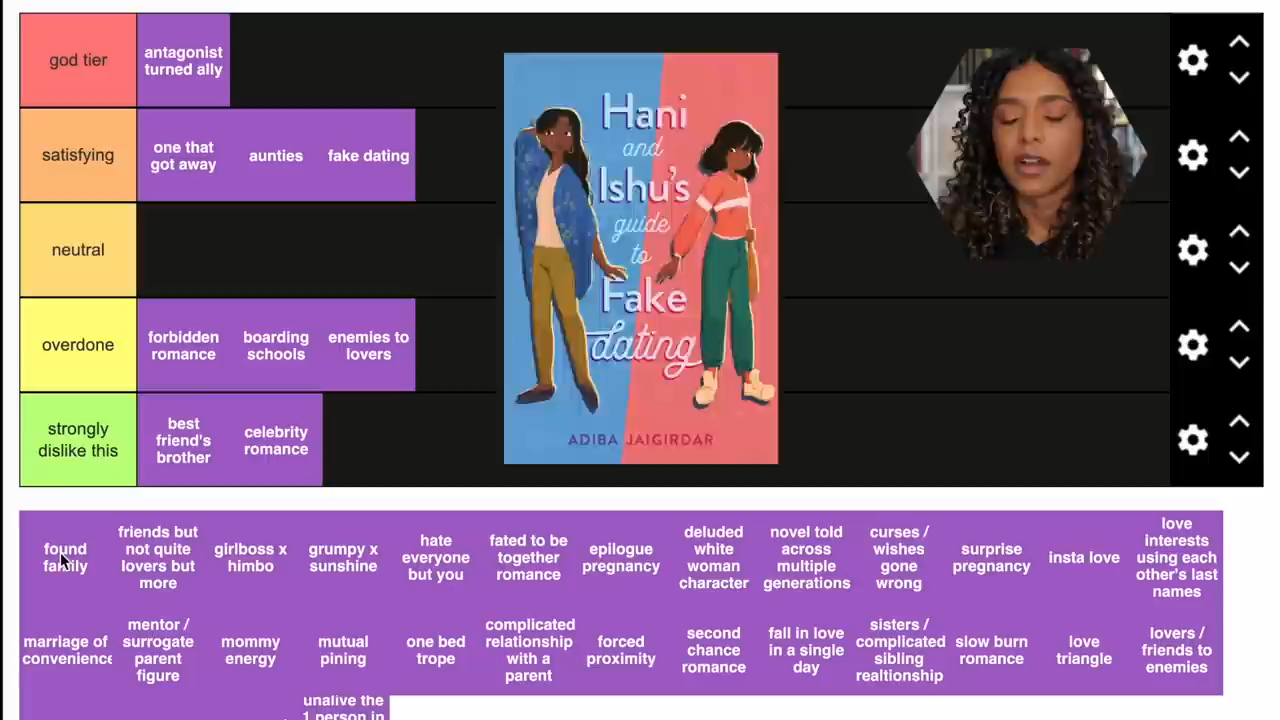 god tier
antagonist
turned ally
satisfying
one that
got away
aunties
fake dating
neutral
overdone
forbidden
romance
boarding
schools
enemies to
lovers
strongly
dislike this
best
friend's
brother
celebrity
romance
Hani
and
Ishu's
guide
to
Fake
dating
ADIBA JAIGIRDAR
found
family
friends but
not quite
lovers but
more
girlboss x
himbo
grumpy x
sunshine
hate
everyone
but you
fated to be
together
romance
epilogue
pregnancy
deluded
white
woman
character
novel told
across
multiple
generations
curses /
wishes
gone
wrong
surprise
pregnancy
insta love
love
interests
using each
other's last
names
marriage of
convenience
mentor /
surrogate
parent
figure
mommy
energy
mutual
pining
one bed
trope
complicated
relationship
with a
parent
forced
proximity
second
chance
romance
fall in love
in a single
day
sisters /
complicated
sibling
realtionship
slow burn
romance
love
triangle
lovers /
friends to
enemies
unalive the
1 person in